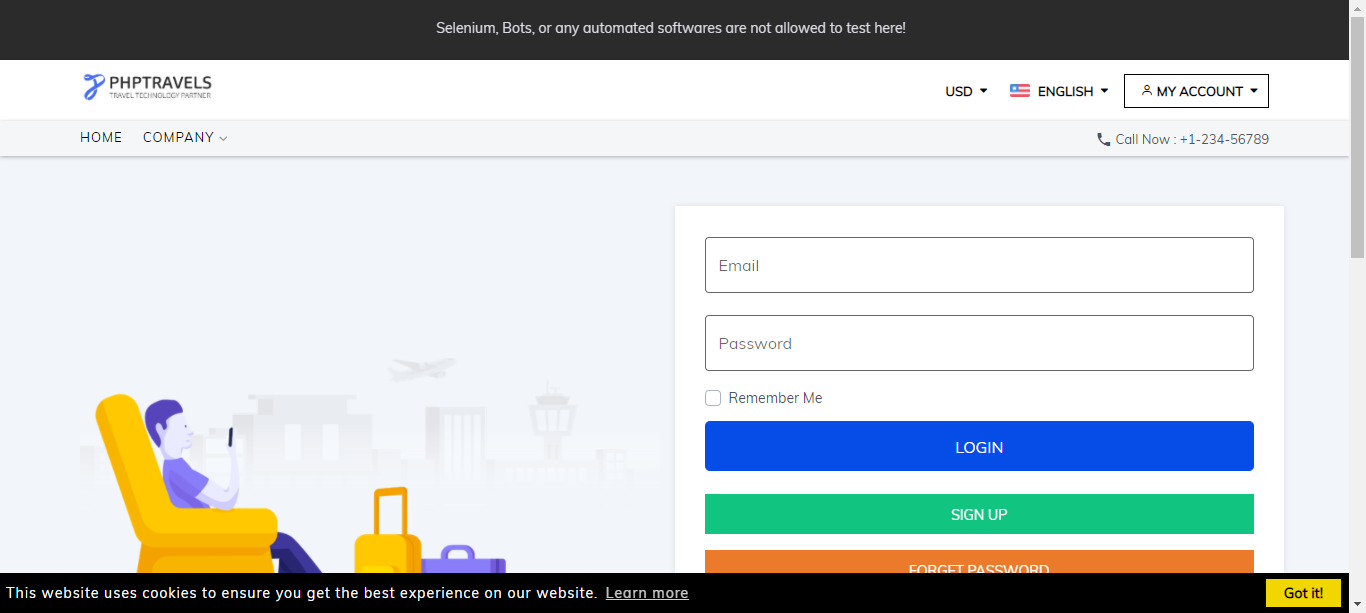 Selenium, Bots, or any automated softwares are not allowed to test here!
PHPTRAVELS
TRAVEL TECHNOLOGY PARTNER
USD
ENGLISH
MY ACCOUNT
HOME
COMPANY
Call Now : +1-234-56789
Email
Password
Remember Me
LOGIN
SIGN UP
FORGET PASSWORD
This website uses cookies to ensure you get the best experience on our website. Learn more
Got it!